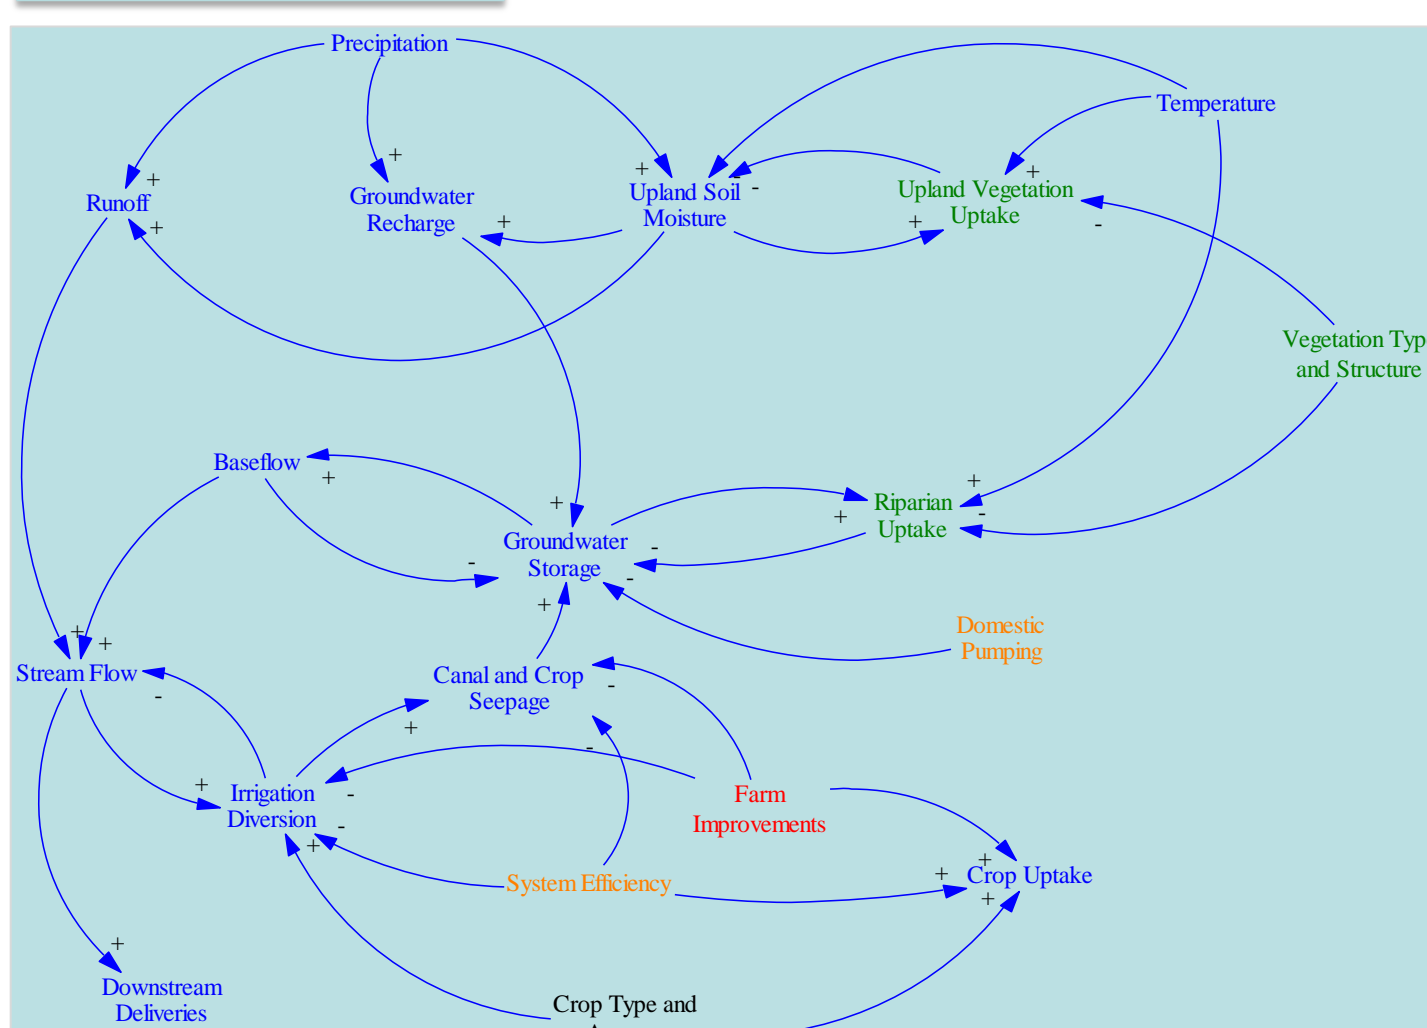 Precipitation
Temperature
+
+
+
-
-
+
Runoff
Groundwater
Recharge
Upland Soil
Moisture
Upland Vegetation
Uptake
+
+
+
-
Vegetation Typ
and Structure
Baseflow
+
+
+
-
Riparian
Uptake
+
Groundwater
Storage
-
-
-
+
Domestic
Pumping
+
+
Stream Flow
-
Canal and Crop
Seepage
-
+
-
+
Irrigation
Diversion
-
-
+
Farm
Improvements
System Efficiency
+
+
+
Crop Uptake
+
Downstream
Deliveries
Crop Type and